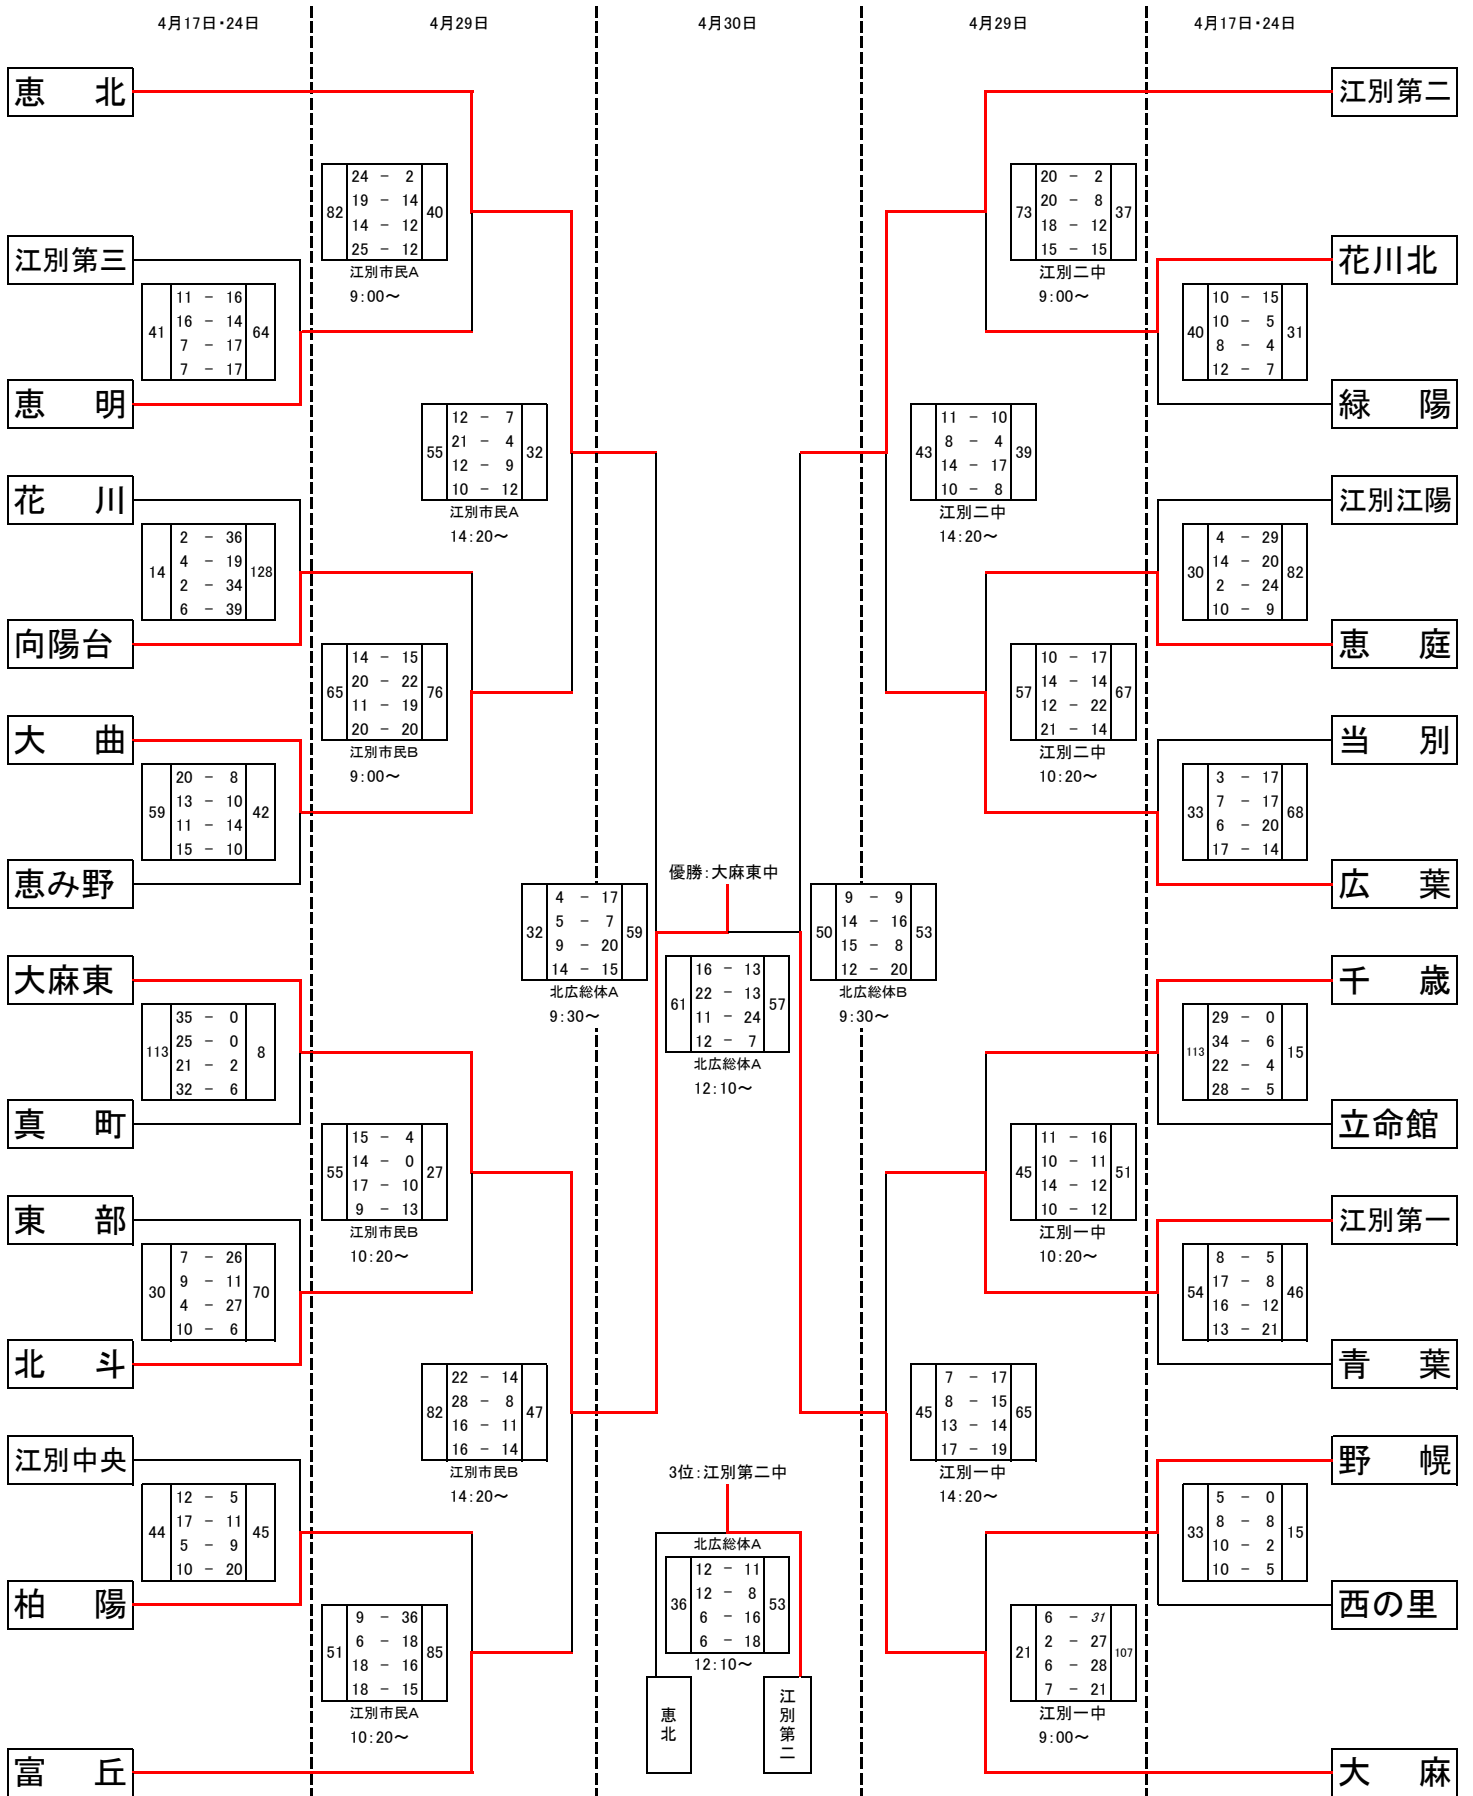 4月17日・24日
4月29日
4月30日
4月29日
4月17日・24日
恵 北
82
24 － 2
19 － 14
14 － 12
25 － 12
40
江別市民A
9:00～
江別第三
41
11 － 16
16 － 14
7 － 17
7 － 17
64
恵 明
55
12 － 7
21 － 4
12 － 9
10 － 12
32
江別市民A
14:20～
花 川
14
2 － 36
4 － 19
2 － 34
6 － 39
128
向陽台
65
14 － 15
20 － 22
11 － 19
20 － 20
76
江別市民B
9:00～
大 曲
59
20 － 8
13 － 10
11 － 14
15 － 10
42
恵み野
32
4 － 17
5 － 7
9 － 20
14 － 15
59
北広総体A
9:30～
大麻東
113
35 － 0
25 － 0
21 － 2
32 － 6
8
真 町
55
15 － 4
14 － 0
17 － 10
9 － 13
27
江別市民B
10:20～
東 部
30
7 － 26
9 － 11
4 － 27
10 － 6
70
北 斗
82
22 － 14
28 － 8
16 － 11
16 － 14
47
江別市民B
14:20～
江別中央
44
12 － 5
17 － 11
5 － 9
10 － 20
45
柏 陽
51
9 － 36
6 － 18
18 － 16
18 － 15
85
江別市民A
10:20～
富 丘
優勝:大麻東中
61
16 － 13
22 － 13
11 － 24
12 － 7
57
北広総体A
12:10～
3位:江別第二中
北広総体A
36
12 － 11
12 － 8
6 － 16
6 － 18
53
12:10～
恵北
江別第二
江別第二
73
20 － 2
20 － 8
18 － 12
15 － 15
37
江別二中
9:00～
花川北
40
10 － 15
10 － 5
8 － 4
12 － 7
31
緑 陽
43
11 － 10
8 － 4
14 － 17
10 － 8
39
江別二中
14:20～
江別江陽
30
4 － 29
14 － 20
2 － 24
10 － 9
82
恵 庭
57
10 － 17
14 － 14
12 － 22
21 － 14
67
江別二中
10:20～
当 別
33
3 － 17
7 － 17
6 － 20
17 － 14
68
広 葉
50
9 － 9
14 － 16
15 － 8
12 － 20
53
北広総体B
9:30～
千 歳
113
29 － 0
34 － 6
22 － 4
28 － 5
15
立命館
45
11 － 16
10 － 11
14 － 12
10 － 12
51
江別一中
10:20～
江別第一
54
8 － 5
17 － 8
16 － 12
13 － 21
46
青 葉
45
7 － 17
8 － 15
13 － 14
17 － 19
65
江別一中
14:20～
野 幌
33
5 － 0
8 － 8
10 － 2
10 － 5
15
西の里
21
6 － 31
2 － 27
6 － 28
7 － 21
107
江別一中
9:00～
大 麻